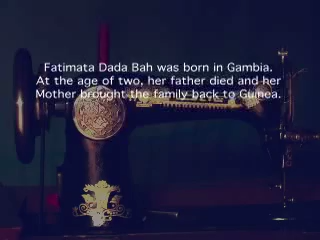 Fatimata Dada Bah was born in Gambia.
At the age of two, her father died and her
Mother brought the family back to Guinea.